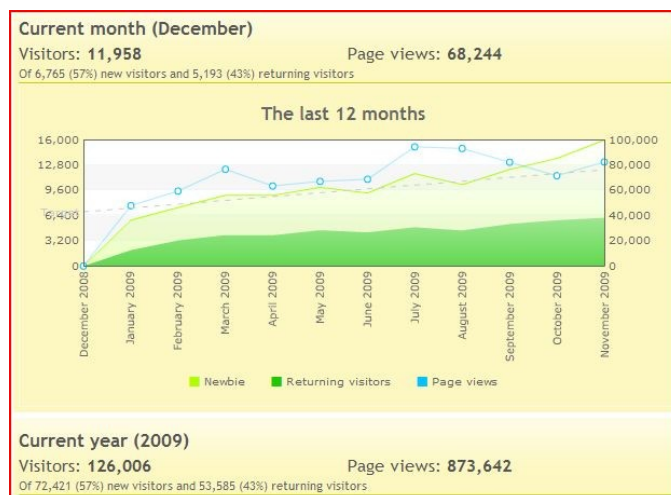 Current month (December)
Visitors: 11,958 Page views: 68,244
Of 6,765 (57%) new visitors and 5,193 (43%) returning visitors
The last 12 months
16,000 100,000
12,800 80,000
9,600 60,000
6,400 40,000
3,200 20,000
0 0
December 2008
January 2009
February 2009
March 2009
April 2009
May 2009
June 2009
July 2009
August 2009
September 2009
October 2009
November 2009
Newbie Returning visitors Page views
Current year (2009)
Visitors: 126,006 Page views: 873,642
Of 72,421 (57%) new visitors and 53,585 (43%) returning visitors